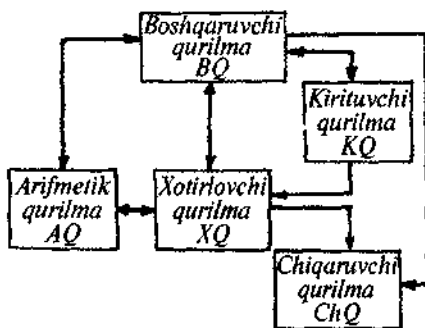 Boshqaruvchi
qurilma
BQ
Kirituvchi
qurilma
KQ
Arifmetik
qurilma
AQ
Xotirlovchi
qurilma
XQ
Chiqaruvchi
qurilma
ChQ